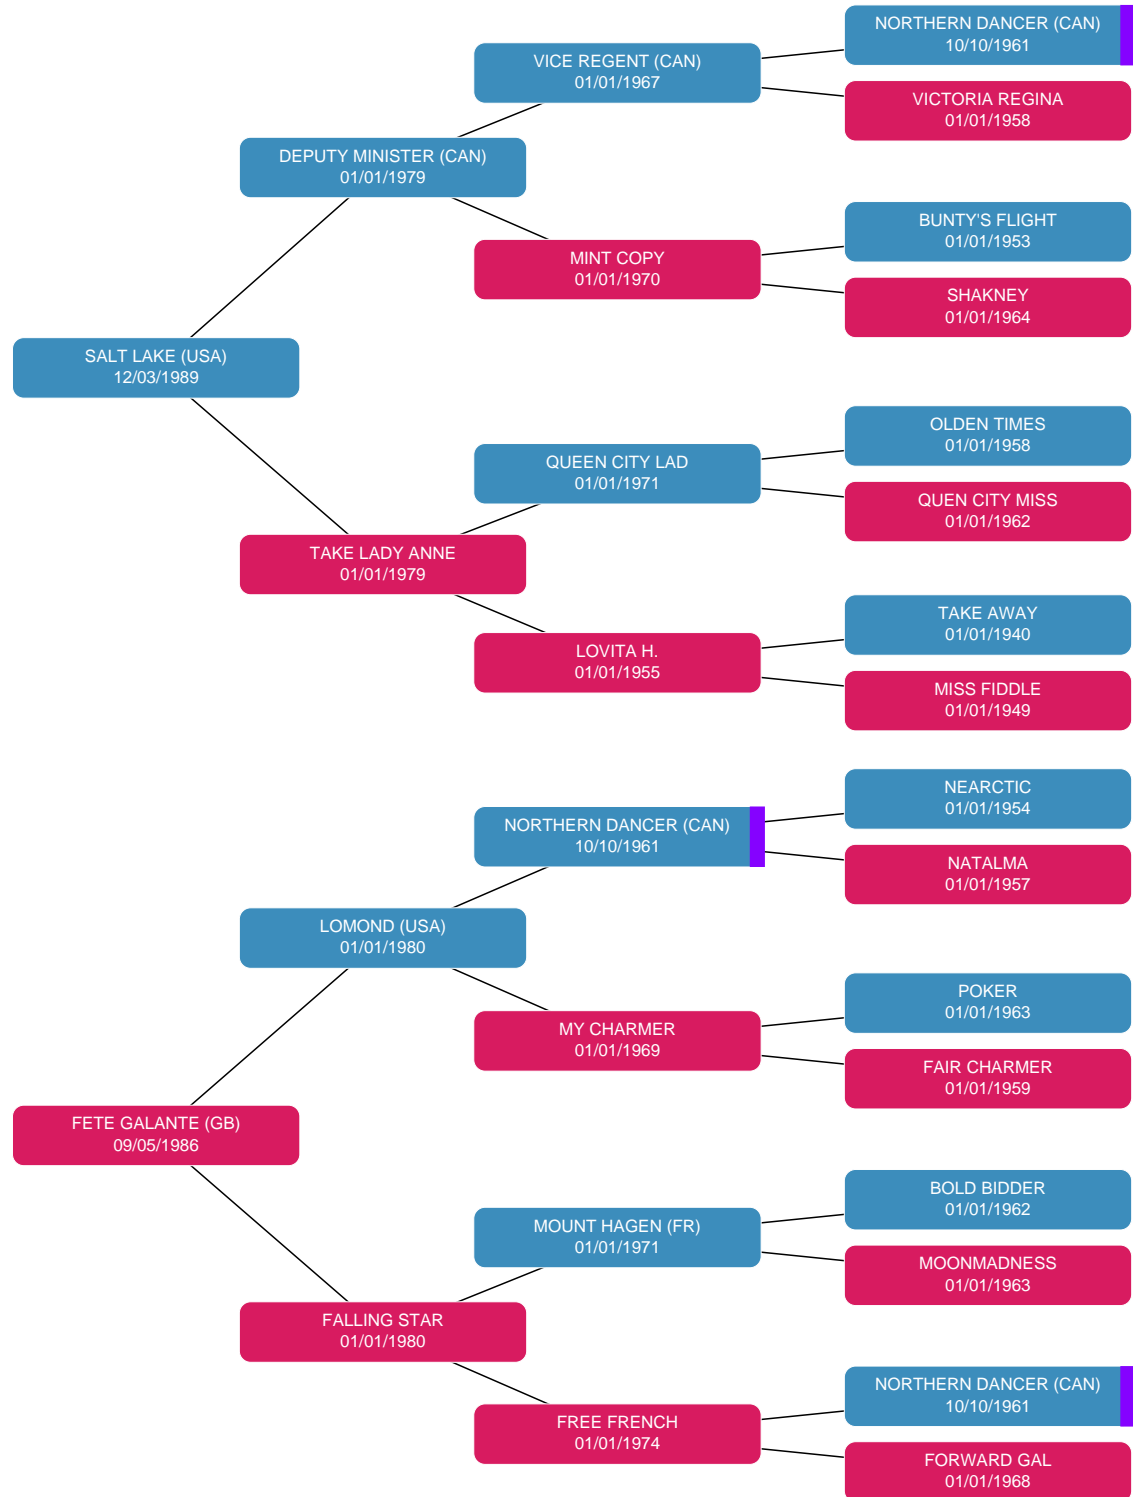 NORTHERN DANCER (CAN)
10/10/1961
VICE REGENT (CAN)
01/01/1967
VICTORIA REGINA
01/01/1958
DEPUTY MINISTER (CAN)
01/01/1979
BUNTY'S FLIGHT
01/01/1953
MINT COPY
01/01/1970
SHAKNEY
01/01/1964
SALT LAKE (USA)
12/03/1989
OLDEN TIMES
01/01/1958
QUEEN CITY LAD
01/01/1971
QUEN CITY MISS
01/01/1962
TAKE LADY ANNE
01/01/1979
TAKE AWAY
01/01/1940
LOVITA H.
01/01/1955
MISS FIDDLE
01/01/1949
NEARCTIC
01/01/1954
NORTHERN DANCER (CAN)
10/10/1961
NATALMA
01/01/1957
LOMOND (USA)
01/01/1980
POKER
01/01/1963
MY CHARMER
01/01/1969
FAIR CHARMER
01/01/1959
FETE GALANTE (GB)
09/05/1986
BOLD BIDDER
01/01/1962
MOUNT HAGEN (FR)
01/01/1971
MOONMADNESS
01/01/1963
FALLING STAR
01/01/1980
NORTHERN DANCER (CAN)
10/10/1961
FREE FRENCH
01/01/1974
FORWARD GAL
01/01/1968